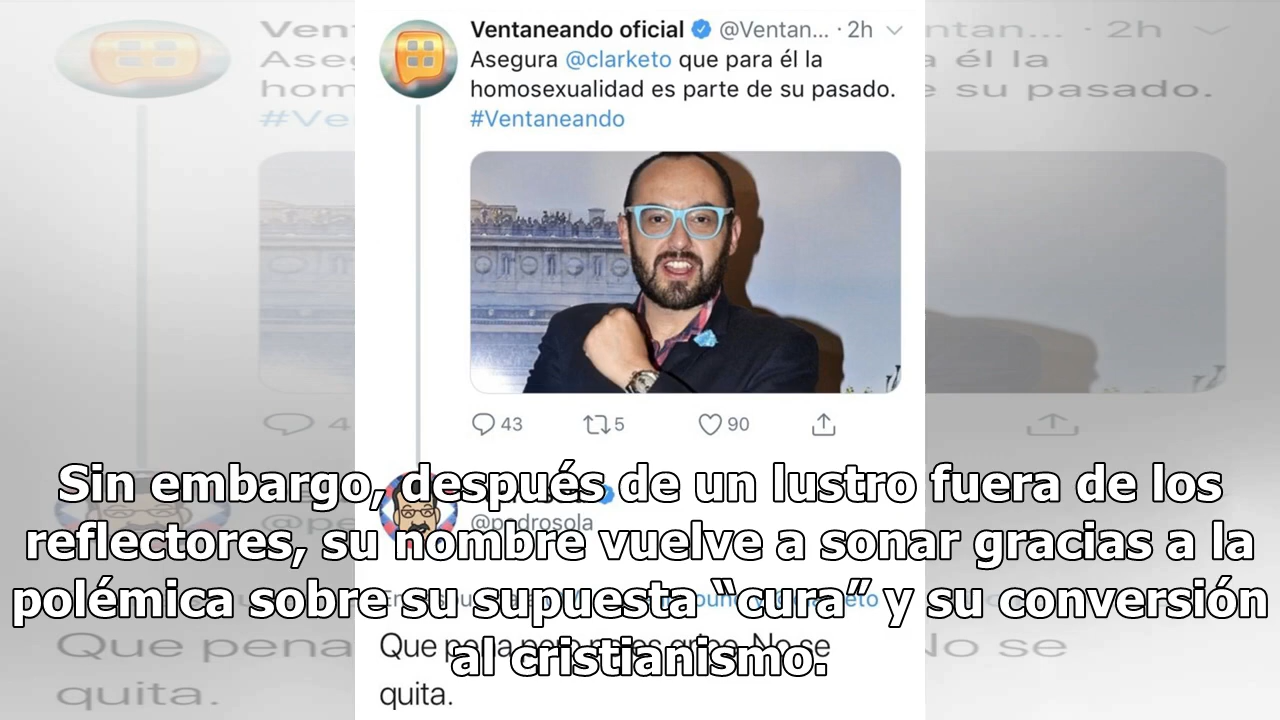 Ventaneando oficial @Ventan... · 2h
Asegura @clarketo que para él la
homosexualidad es parte de su pasado.
#Ventaneando
43 5 90
@pedrosola
Sin embargo, después de un lustro fuera de los
reflectores, su nombre vuelve a sonar gracias a la
polémica sobre su supuesta “cura” y su conversión
al cristianismo.
Que No se
quita.